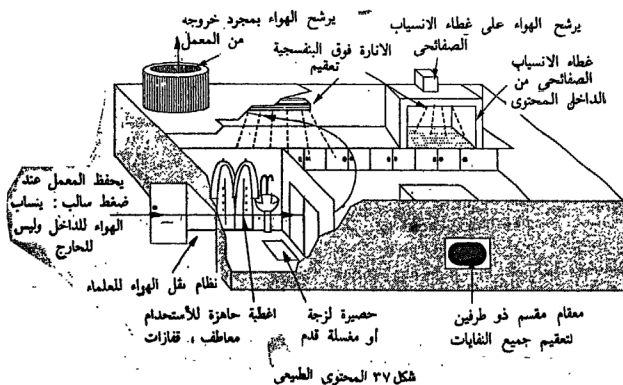 يرشح الهواء بمجرد خروجه
من المعمل
يرشح الهواء على غطاء الانسياب
الصفائحي
الانارة فوق البنفسجية
تعقيم
غطاء الانسياب
الصفائحي من
الداخل المحتوى
يحفظ المعمل عند
ضغط سالب : ينساب
الهواء للداخل وليس
للخارج
نظام نقل الهواء للعلماء
اغطية جاهزة للأستخدام
معاطف ، قفازات
حصيرة لزجة
أو مغسلة قدم
معقام مقسم ذو طرفين
لتعقيم جميع النفايات
شكل ٣٧ المحتوى الطبيعي